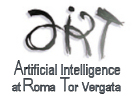 ART
Artificial Intelligence
at Roma Tor Vergata